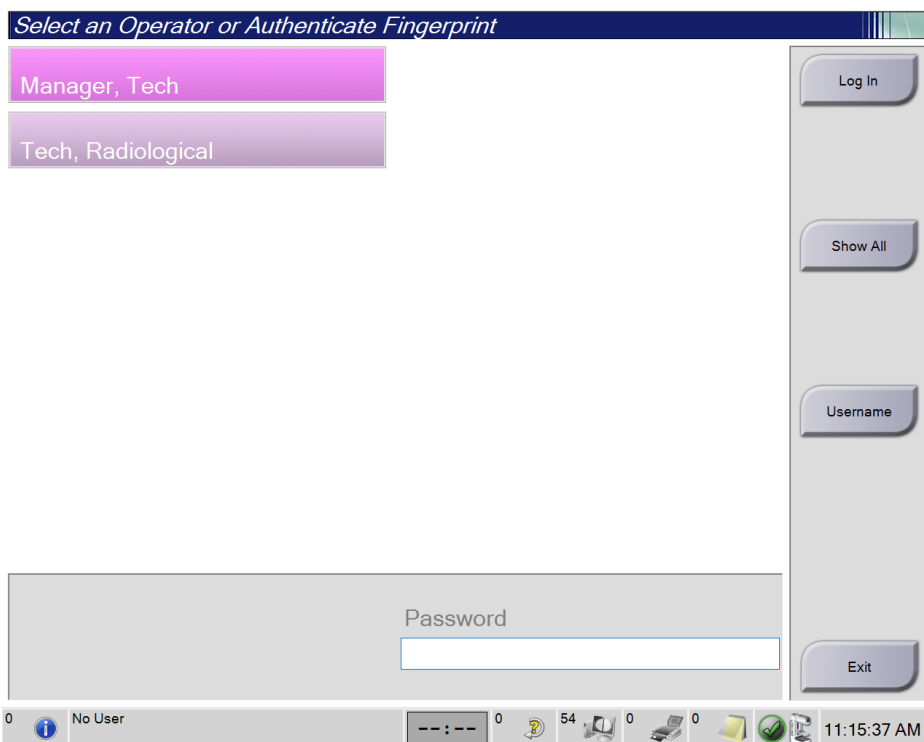 Select an Operator or Authenticate Fingerprint
Manager, Tech
Log In
Tech, Radiological
Show All
Username
Password
Exit
0
No User
--:--
0
54
0
0
11:15:37 AM